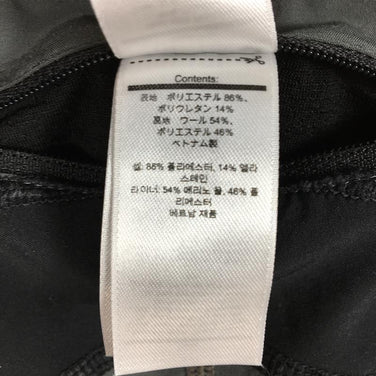 Contents:
表地 ポリエステル 86%、
ポリウレタン 14%
裏地 ウール 54%、
ポリエステル 46%
ベトナム製
쉘: 86% 폴리에스터, 14% 엘라
스테인
라이너: 54% 메리노 울, 46% 폴
리에스터
베트남 제품